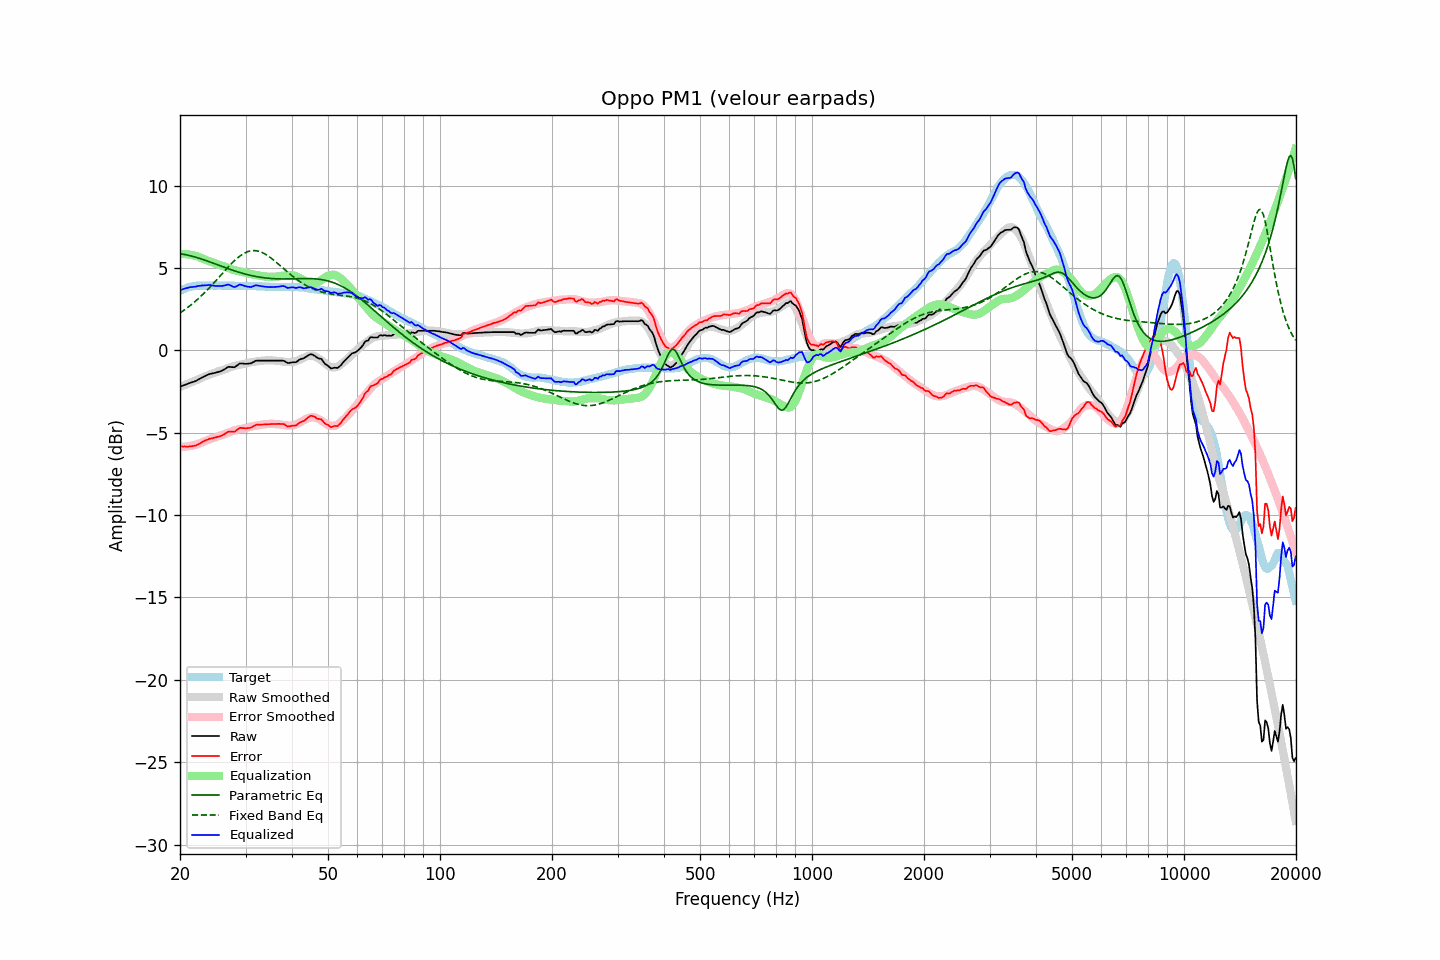 Oppo PM1 (velour earpads)
Amplitude (dBr)
10
5
0
−5
−10
−15
−20
−25
−30
Target
Raw Smoothed
Error Smoothed
Raw
Error
Equalization
Parametric Eq
Fixed Band Eq
Equalized
20 50 100 200 500 1000 2000 5000 10000 20000
Frequency (Hz)